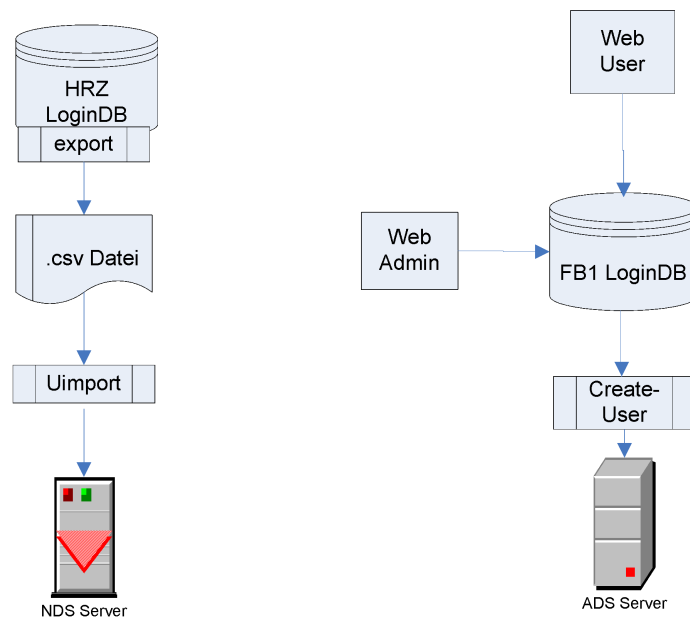 HRZ
LoginDB
export
.csv Datei
Uimport
NDS Server
Web
User
Web
Admin
FB1 LoginDB
Create-
User
ADS Server